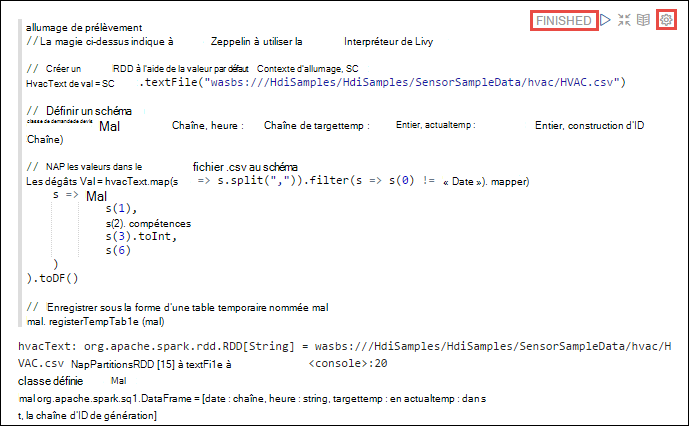 FINISHED
allumage de prélèvement
//La magie ci-dessus indique à Zeppelin à utiliser la Interpréteur de Livy
// Créer un RDD à l'aide de la valeur par défaut Contexte d'allumage, SC
HvacText de val = SC .textFile("wasbs:///HdiSamples/HdiSamples/SensorSampleData/hvac/HVAC.csv")
// Définir un schéma
classe de demande de devis Mal Chaîne, heure : Chaîne de targettemp : Entier, actualtemp : Entier, construction d'ID
Chaîne)
// NAP les valeurs dans le fichier .csv au schéma
Les dégâts Val = hvacText.map(s => s.split(",")).filter(s => s(0) != « Date »). mapper)
s => Mal
s(1),
s(2). compétences
s(3).toInt,
s(6)
)
).toDF()
// Enregistrer sous la forme d'une table temporaire nommée mal
mal. registerTempTab1e (mal)
hvacText: org.apache.spark.rdd.RDD[String] = wasbs:///HdiSamples/HdiSamples/SensorSampleData/hvac/H
VAC.csv NapPartitionsRDD [15] à textFi1e à <console>:20
classe définie Mal
mal org.apache.spark.sq1.DataFrame = [date : chaîne, heure : string, targettemp : en actualtemp : dans
t, la chaîne d'ID de génération]